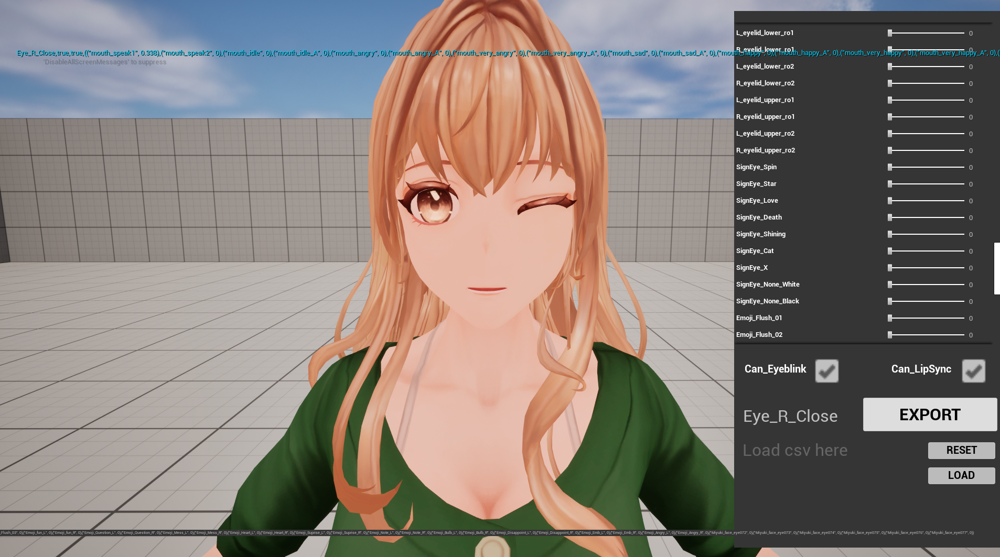 Eye_R_Close,true,true,(("mouth_speak1", 0.338),("mouth_speak2", 0),("mouth_idle", 0),("mouth_idle_A", 0),("mouth_angry", 0),("mouth_angry_A", 0),("mouth_very_angry", 0),("mouth_very_angry_A", 0),("mouth_sad", 0),("mouth_sad_A", 0),("mouth_happy", 0),("mouth_happy_A", 0),("mouth_very_happy", 0),("mouth_very_happy_A", 0),(
'DisableAllScreenMessages' to suppress
L_eyelid_lower_ro1 0
R_eyelid_lower_ro1 0
L_eyelid_lower_ro2 0
R_eyelid_lower_ro2 0
L_eyelid_upper_ro1 0
R_eyelid_upper_ro1 0
L_eyelid_upper_ro2 0
R_eyelid_upper_ro2 0
SignEye_Spin 0
SignEye_Star 0
SignEye_Love 0
SignEye_Death 0
SignEye_Shining 0
SignEye_Cat 0
SignEye_X 0
SignEye_None_White 0
SignEye_None_Black 0
Emoji_Flush_01 0
Emoji_Flush_02 0
Can_Eyeblink Can_LipSync
Eye_R_Close EXPORT
Load csv here RESET
LOAD
_Flush_03", 0),("Emoji_fun_L", 0),("Emoji_fun_R", 0),("Emoji_Question_L", 0),("Emoji_Question_R", 0),("Emoji_Mess_L", 0),("Emoji_Mess_R", 0),("Emoji_Heart_L", 0),("Emoji_Heart_R", 0),("Emoji_Suprise_L", 0),("Emoji_Suprise_R", 0),("Emoji_Note_L", 0),("Emoji_Note_R", 0),("Emoji_Bulb_L", 0),("Emoji_Bulb_R", 0),("Emoji_Disappoint_L", 0),("Emoji_Disappoint_R", 0),("Emoji_Emb_L", 0),("Emoji_Emb_R", 0),("Emoji_Angry_L", 0),("Emoji_Angry_R", 0),("Miyuki_face_eye072", 0),("Miyuki_face_eye073", 0),("Miyuki_face_eye074", 0),("Miyuki_face_eye075", 0),("Miyuki_face_eye076", 0),("Miyuki_face_eye077", 0))